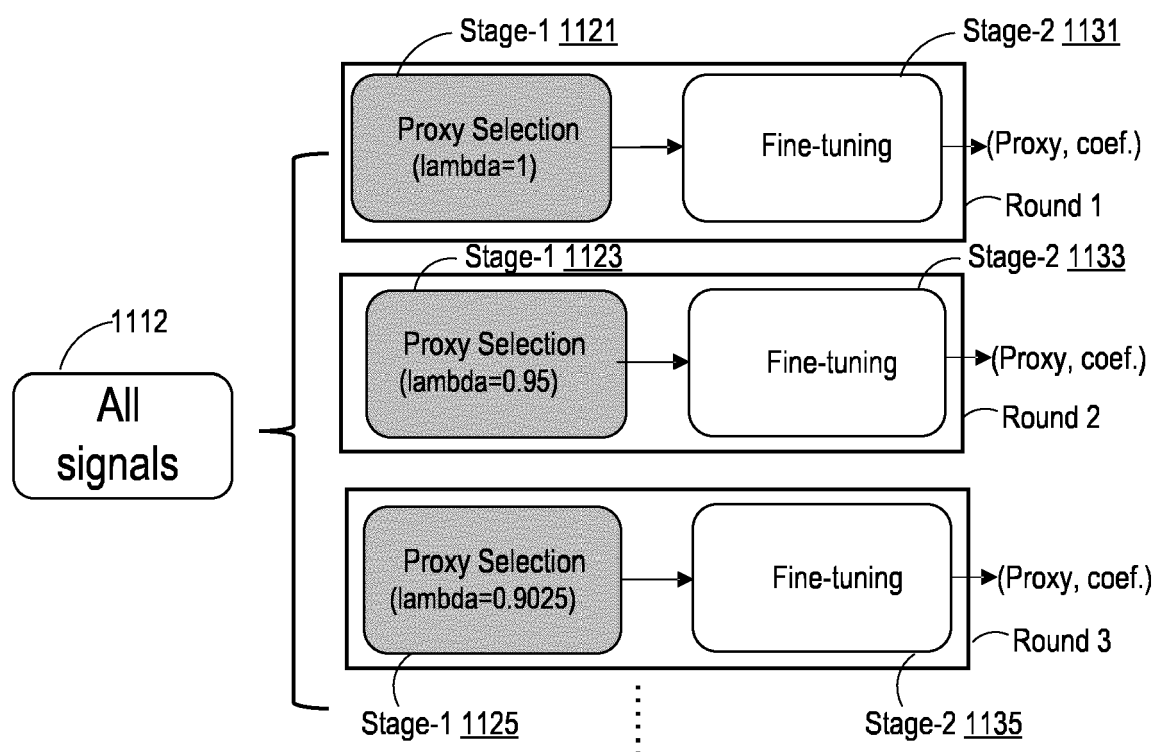 Stage-1 1121
Stage-2 1131
Proxy Selection
(lambda=1)
Fine-tuning
(Proxy, coef.)
Round 1
Stage-1 1123
Stage-2 1133
1112
All
signals
Proxy Selection
(lambda=0.95)
Fine-tuning
(Proxy, coef.)
Round 2
Proxy Selection
(lambda=0.9025)
Fine-tuning
(Proxy, coef.)
Round 3
Stage-1 1125
Stage-2 1135